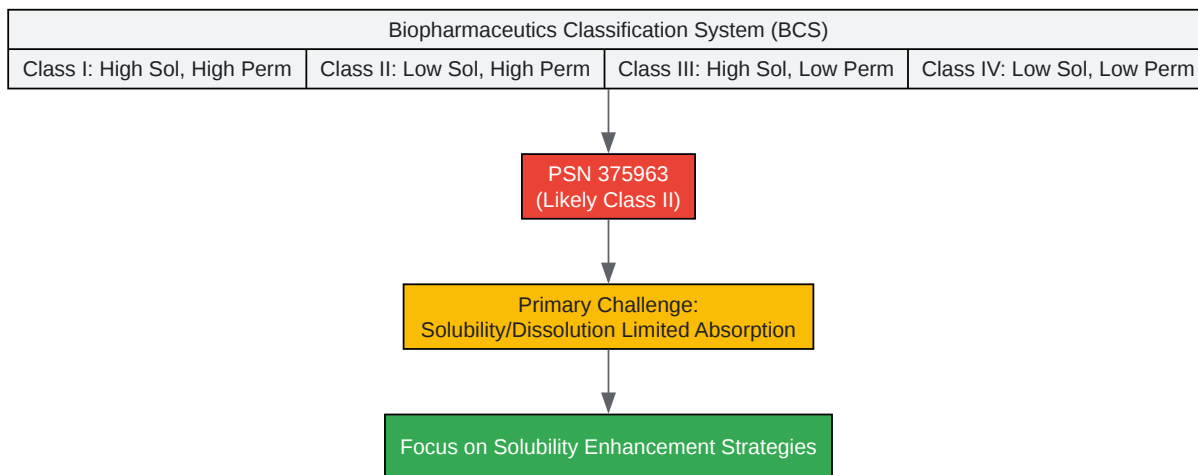 Biopharmaceutics Classification System (BCS)
Class I: High Sol, High Perm
Class II: Low Sol, High Perm
Class III: High Sol, Low Perm
Class IV: Low Sol, Low Perm
PSN 375963
(Likely Class II)
Primary Challenge:
Solubility/Dissolution Limited Absorption
Focus on Solubility Enhancement Strategies